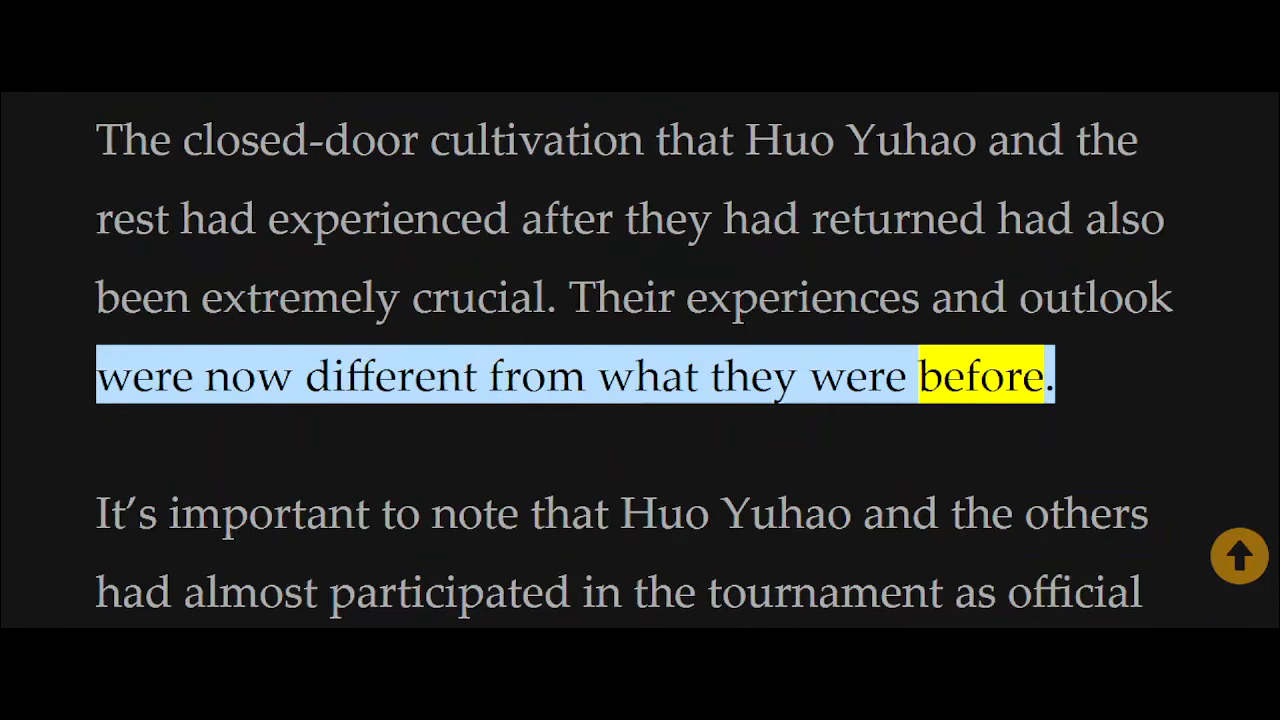 The closed-door cultivation that Huo Yuhao and the
rest had experienced after they had returned had also
been extremely crucial. Their experiences and outlook
were now different from what they were before.
It’s important to note that Huo Yuhao and the others
had almost participated in the tournament as official